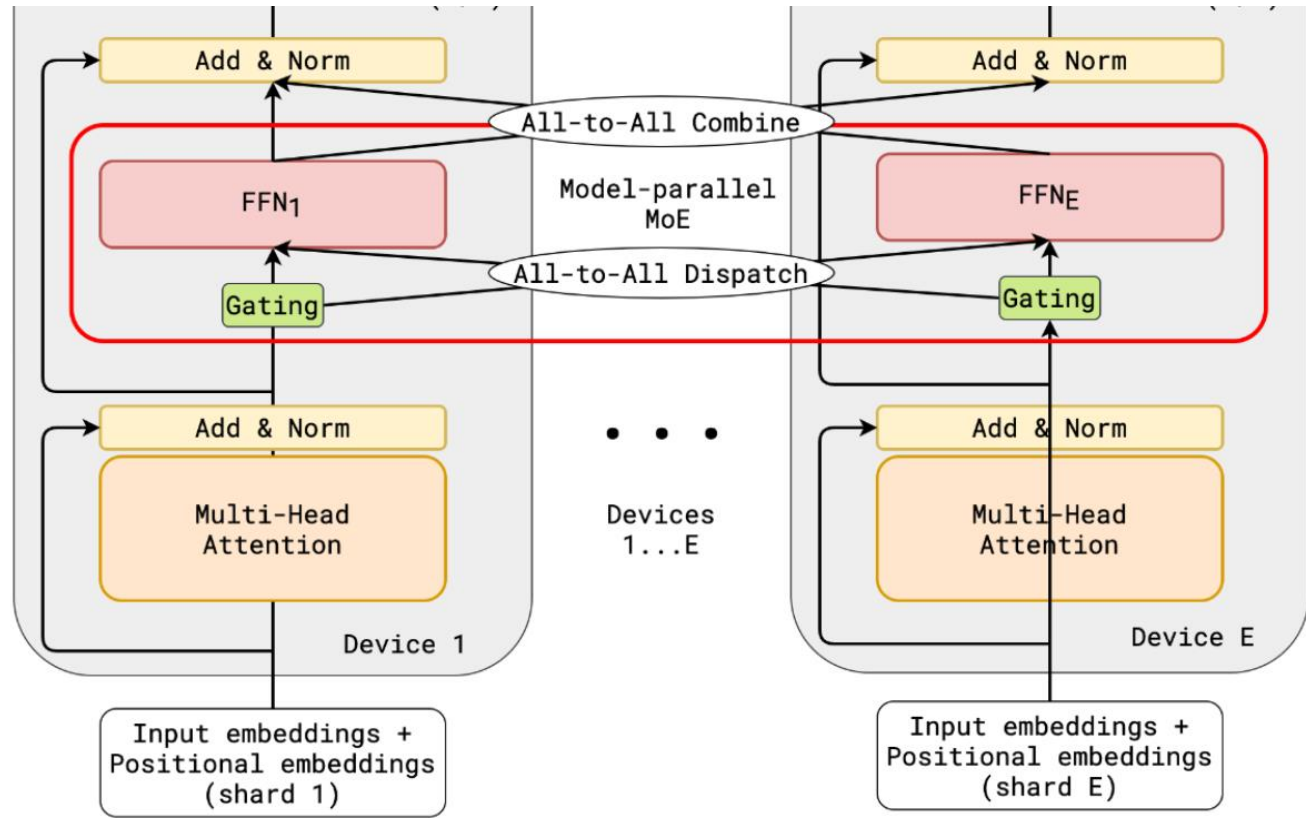 Add & Norm
Add & Norm
All-to-All Combine
FFN1
Model-parallel
MoE
FFNE
All-to-All Dispatch
Gating
Gating
Add & Norm
Add & Norm
Multi-Head
Attention
Devices
1...E
Multi-Head
Attention
Device 1
Device E
Input embeddings +
Positional embeddings
(shard 1)
Input embeddings +
Positional embeddings
(shard E)